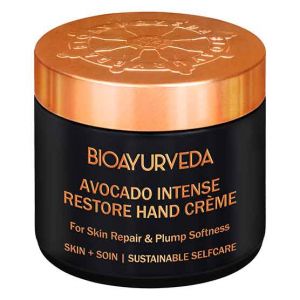 BIOAYURVEDA
AVOCADO INTENSE
RESTORE HAND CRÈME
For Skin Repair & Plump Softness
SKIN + SOIN | SUSTAINABLE SELFCARE